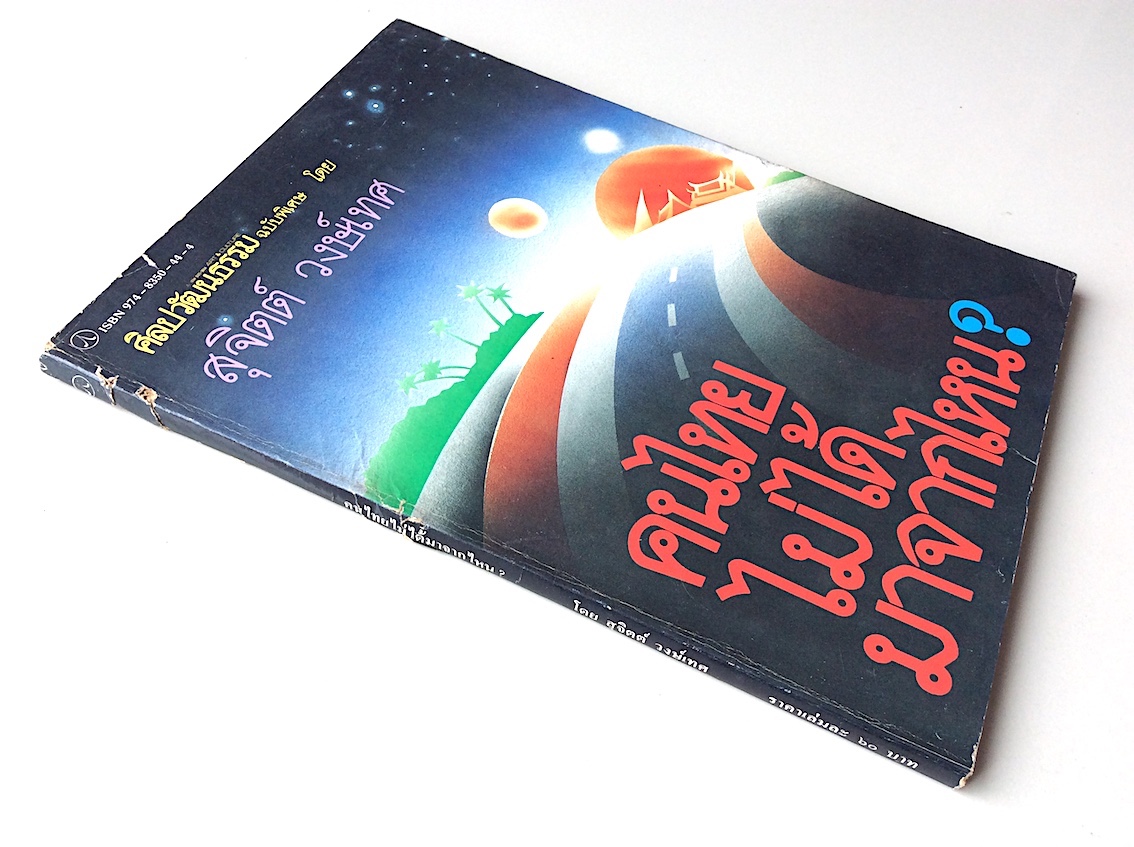 ISBN 974-8350-44-4
ศิลปวัฒนธรรม ฉบับพิเศษ โดย
สุจิตต์ วงษ์เทศ
คนไทย
ไม่ได้
มาจากไหน?
คนไทยไม่ได้มาจากไหน? โดย สุจิตต์ วงษ์เทศ ราคาเล่มละ ๖๐ บาท